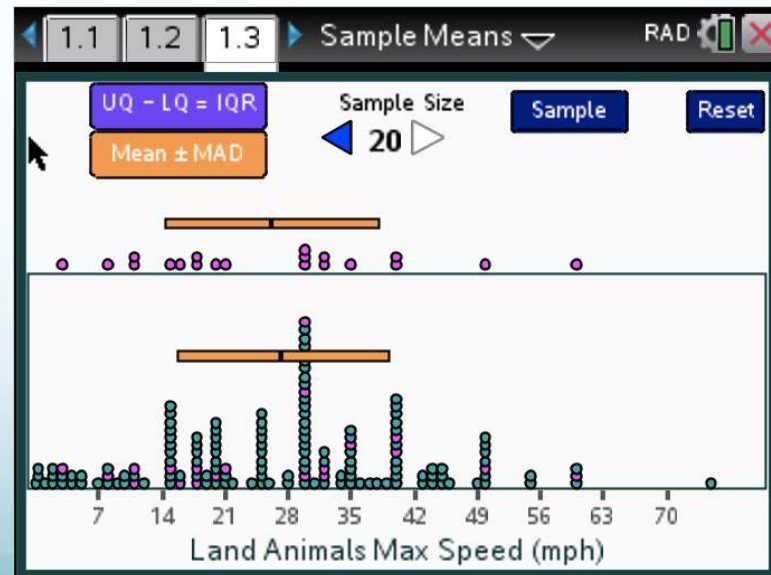 1.1 1.2 1.3 Sample Means RAD
UQ - LQ = IQR
Mean ± MAD
Sample Size
20
Sample
Reset
7 14 21 28 35 42 49 56 63 70
Land Animals Max Speed (mph)